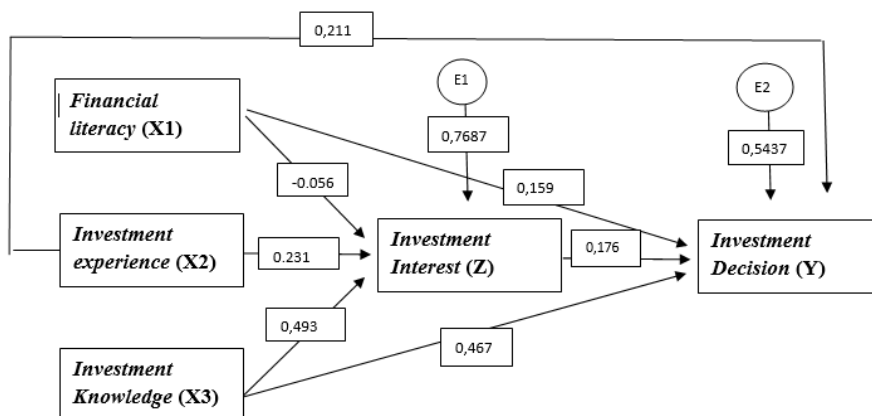 0,211
E1
E2
Financial
literacy (X1)
0,7687
0,5437
-0.056
0,159
Investment
experience (X2)
0.231
Investment
Interest (Z)
0,176
Investment
Decision (Y)
0,493
0,467
Investment
Knowledge (X3)